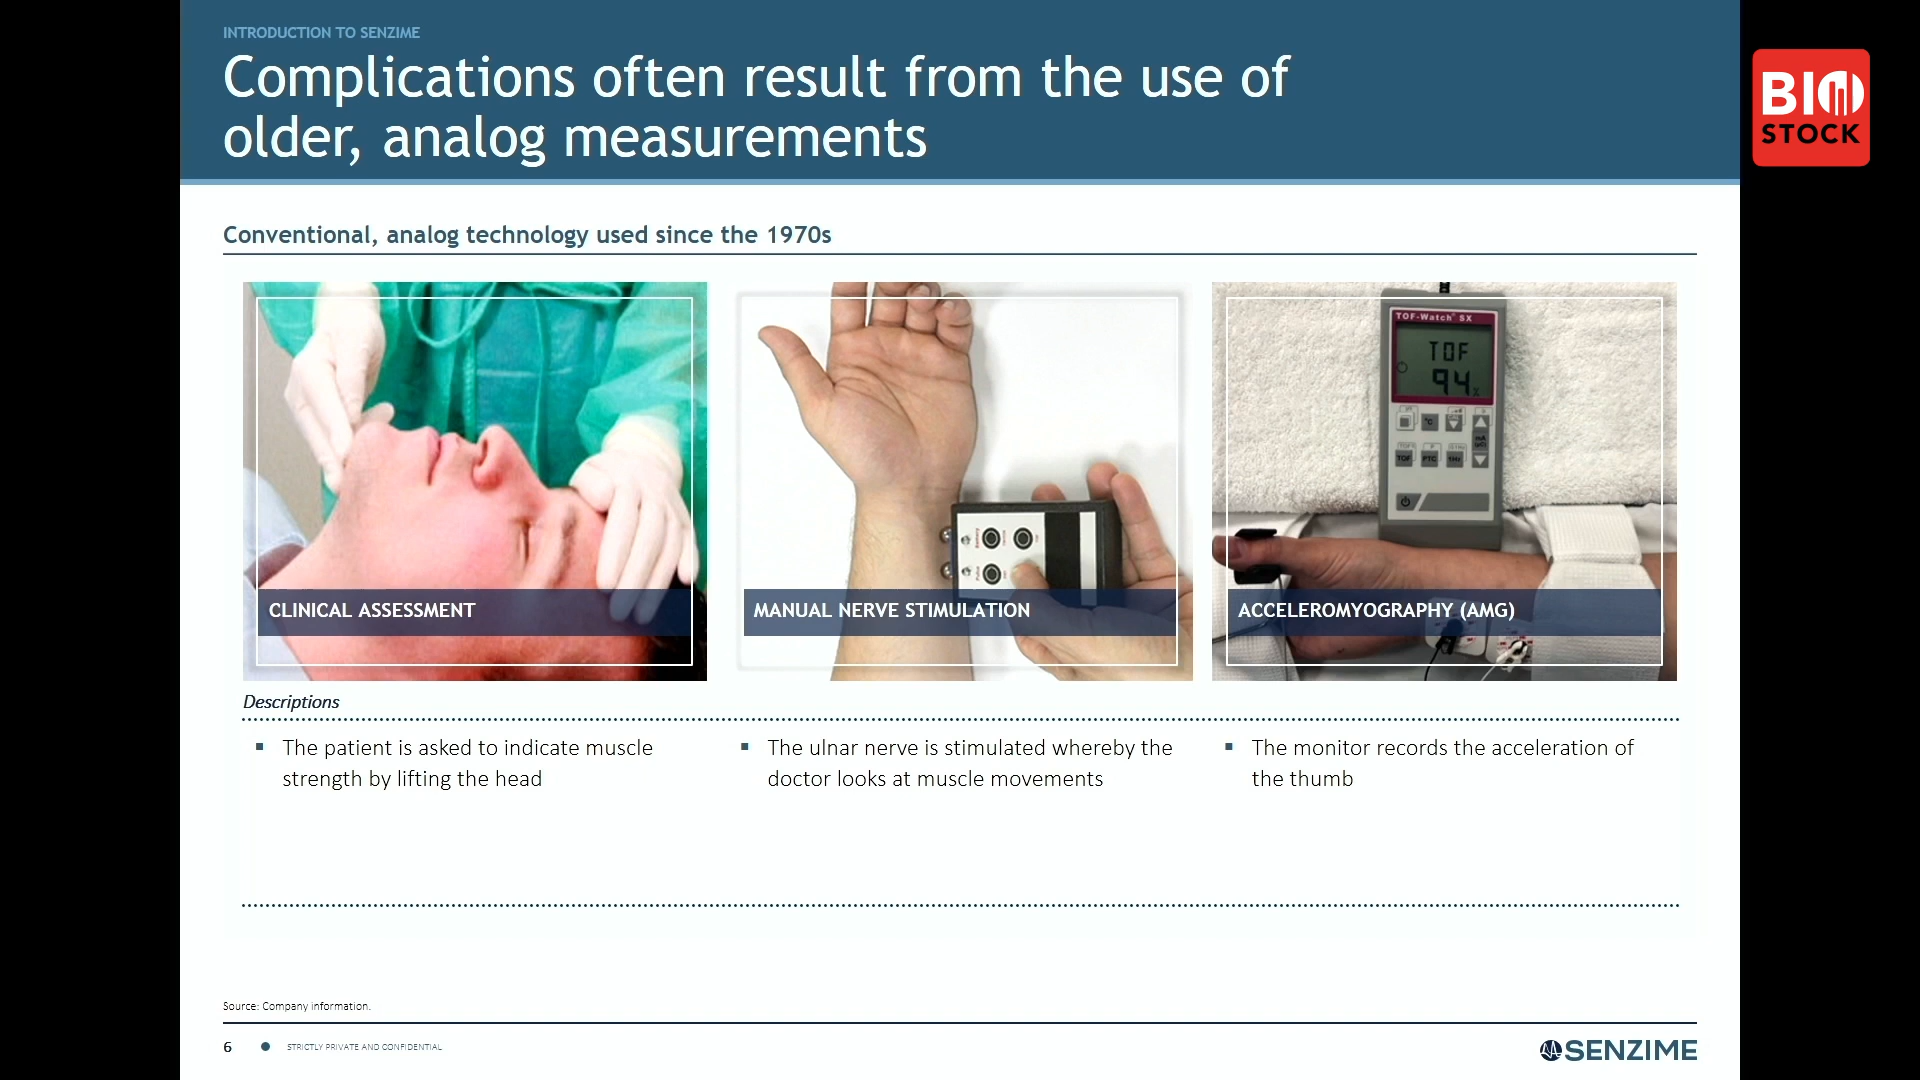 INTRODUCTION TO SENZIME
Complications often result from the use of
older, analog measurements
BIO
STOCK
Conventional, analog technology used since the 1970s
TOF-Watch® SX
TOF
94
%
°C
TOF
PTC
1Hz
mA
CLINICAL ASSESSMENT
MANUAL NERVE STIMULATION
ACCELEROMYOGRAPHY (AMG)
Descriptions
▪ The patient is asked to indicate muscle
strength by lifting the head
▪ The ulnar nerve is stimulated whereby the
doctor looks at muscle movements
▪ The monitor records the acceleration of
the thumb
Source: Company information.
6 ● STRICTLY PRIVATE AND CONFIDENTIAL
SENZIME